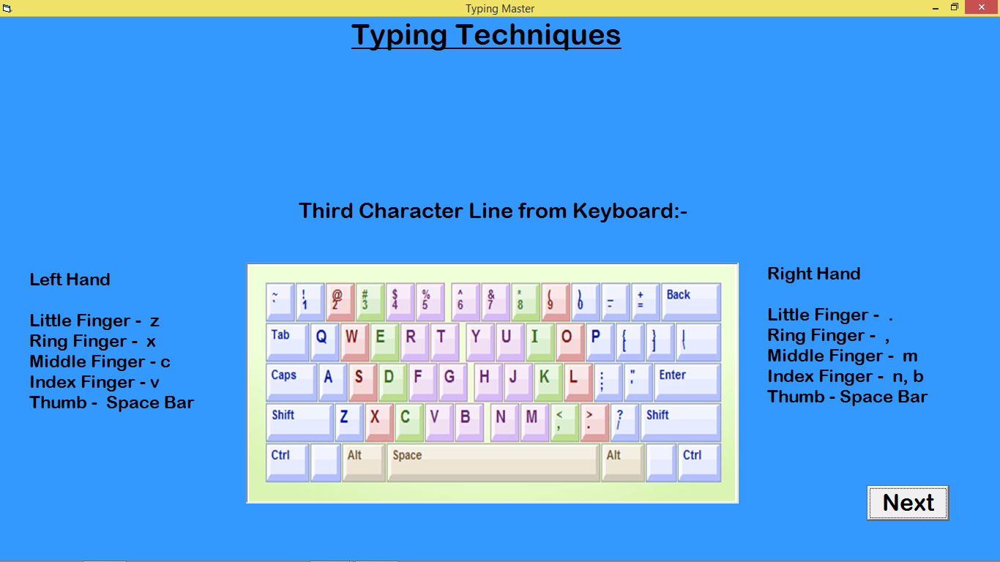 Typing Master
Typing Techniques
Third Character Line from Keyboard:-
Left Hand
Little Finger - z
Ring Finger - x
Middle Finger - c
Index Finger - v
Thumb - Space Bar
~ ! @ # $ % ^ & * ( ) _ + Back
` 1 2 3 4 5 6 7 8 9 0 - =
Tab Q W E R T Y U I O P { } |
[ ] \
Caps A S D F G H J K L : " Enter
; '
Shift Z X C V B N M < > ? Shift
, . /
Ctrl Alt Space Alt Ctrl
Right Hand
Little Finger - .
Ring Finger - ,
Middle Finger - m
Index Finger - n, b
Thumb - Space Bar
Next